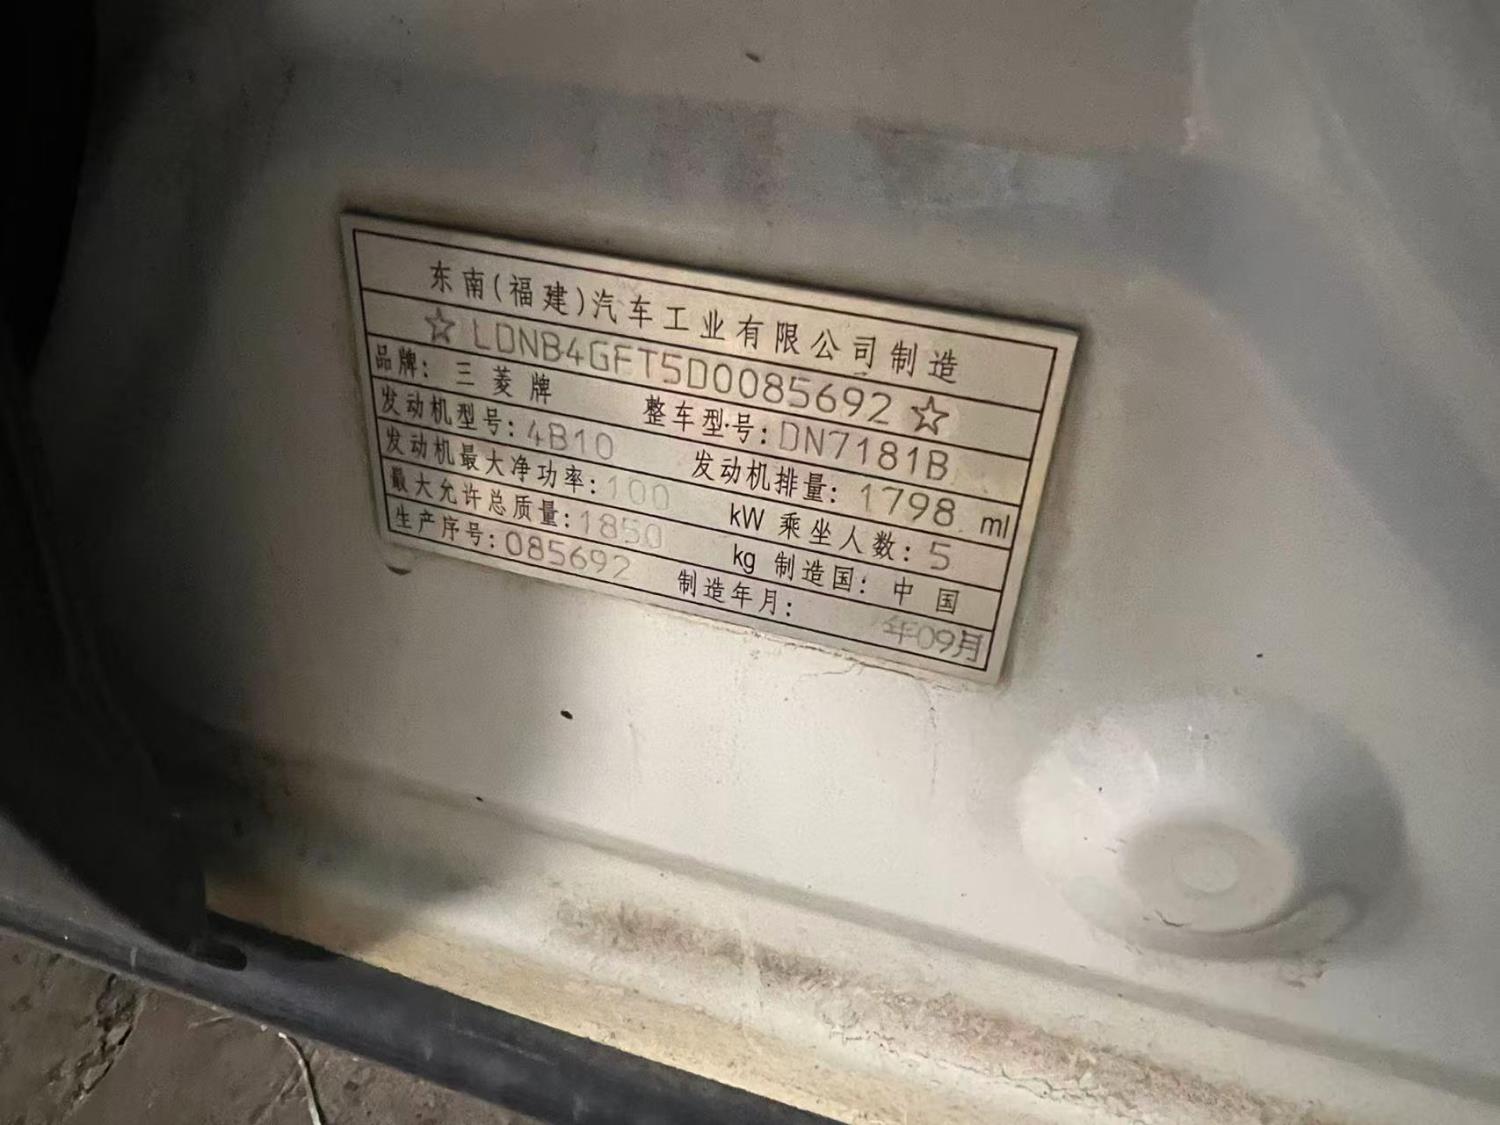 东南(福建)汽车工业有限公司制造
☆LDNB4GFT5D0085692☆
品牌: 三菱牌 整车型号: DN7181B
发动机型号: 4B10 发动机排量: 1798 ml
发动机最大净功率: 100 kW 乘坐人数: 5
最大允许总质量: 1850 kg 制造国: 中国
生产序号: 085692 制造年月: 年09月